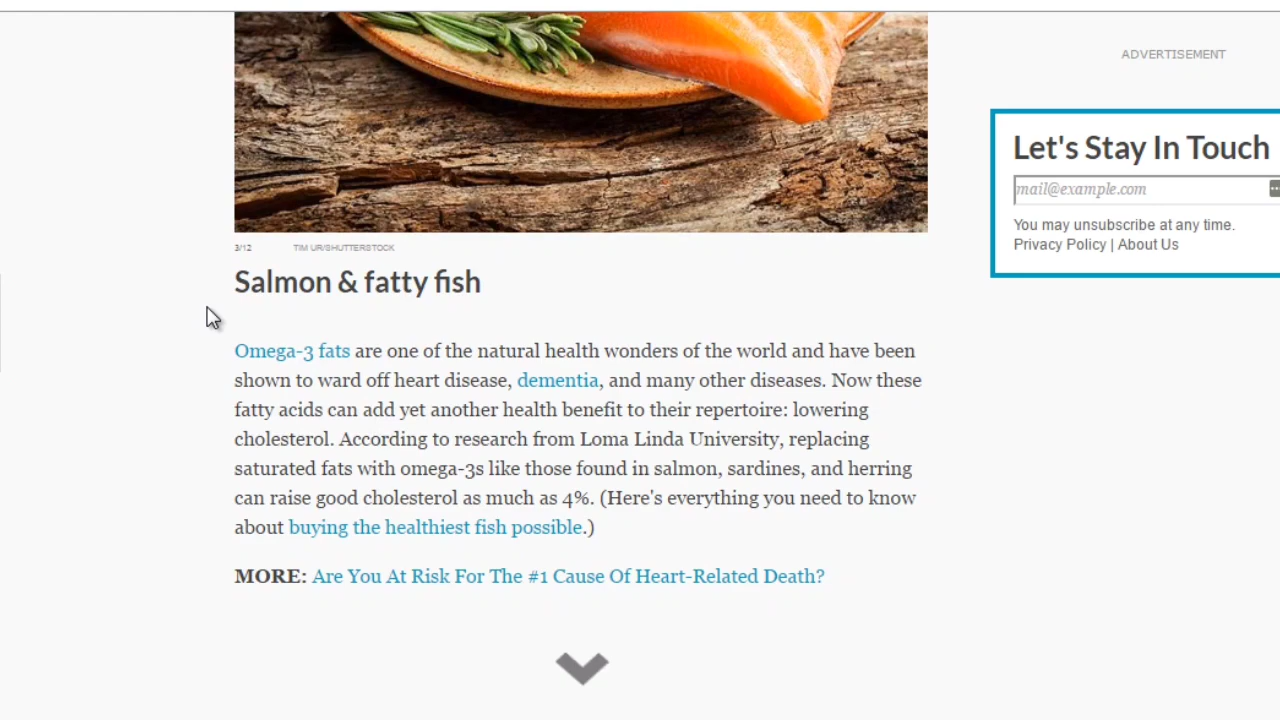 ADVERTISEMENT
Let's Stay In Touch
mail@example.com
You may unsubscribe at any time.
Privacy Policy | About Us
3/12 TIM UR/SHUTTERSTOCK
Salmon & fatty fish
Omega-3 fats are one of the natural health wonders of the world and have been
shown to ward off heart disease, dementia, and many other diseases. Now these
fatty acids can add yet another health benefit to their repertoire: lowering
cholesterol. According to research from Loma Linda University, replacing
saturated fats with omega-3s like those found in salmon, sardines, and herring
can raise good cholesterol as much as 4%. (Here's everything you need to know
about buying the healthiest fish possible.)
MORE: Are You At Risk For The #1 Cause Of Heart-Related Death?